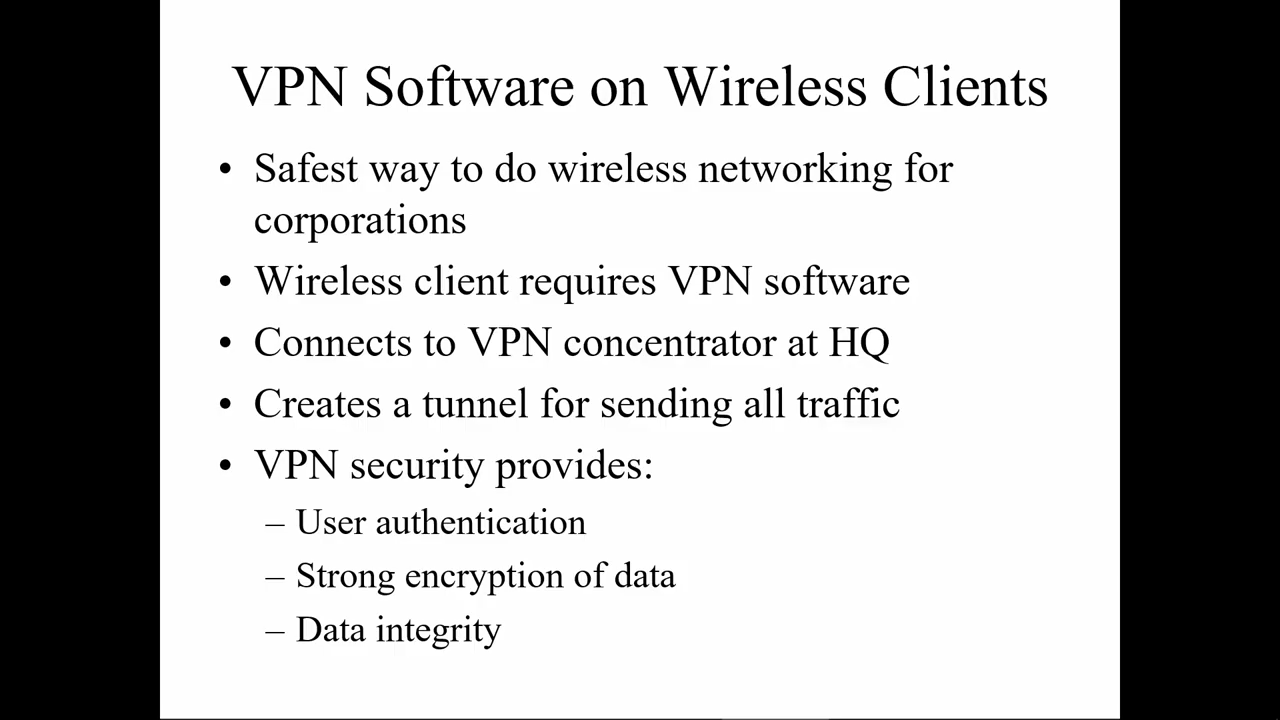 VPN Software on Wireless Clients
• Safest way to do wireless networking for
corporations
• Wireless client requires VPN software
• Connects to VPN concentrator at HQ
• Creates a tunnel for sending all traffic
• VPN security provides:
– User authentication
– Strong encryption of data
– Data integrity